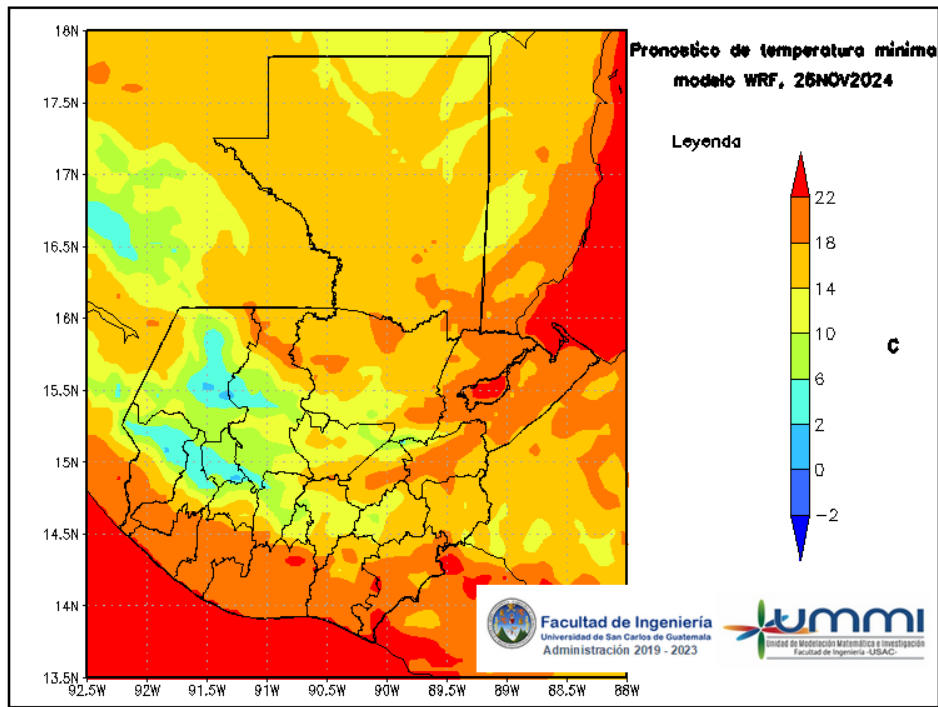 Pronostico de temperatura minima
modelo WRF, 26NOV2024
Leyenda
22
18
14
10
6
2
0
-2
C
18N
17.5N
17N
16.5N
16N
15.5N
15N
14.5N
14N
13.5N
92.5W
92W
91.5W
91W
90.5W
90W
89.5W
89W
88.5W
88W
Facultad de Ingeniería
Universidad de San Carlos de Guatemala
Administración 2019 - 2023
ummi
Unidad de Modelación Matemática e Investigación
Facultad de Ingeniería -USAC-